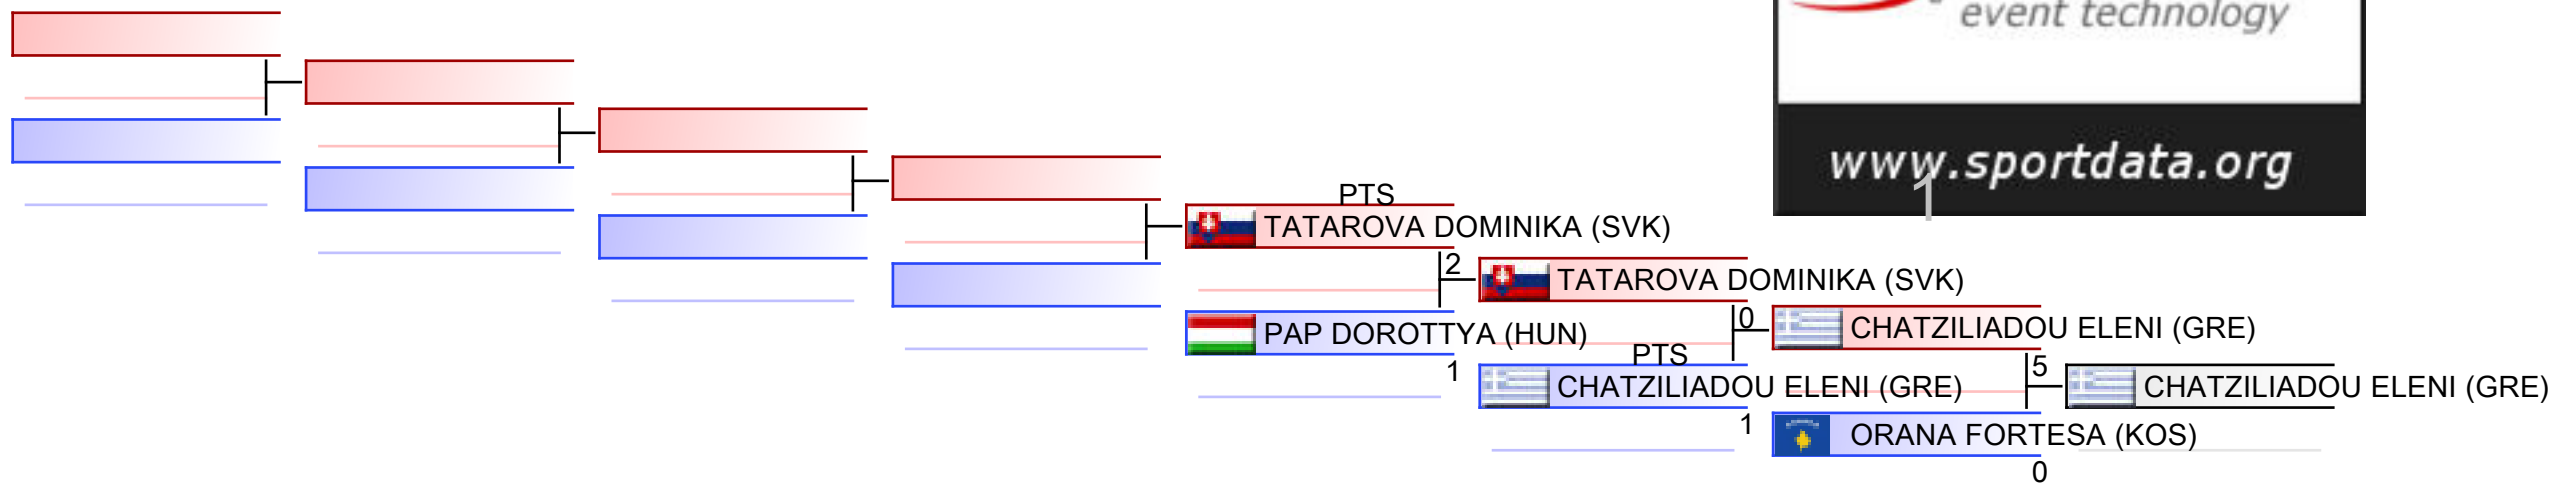 event technology
www.sportdata.org
1
PTS
TATAROVA DOMINIKA (SVK)
2
TATAROVA DOMINIKA (SVK)
PAP DOROTTYA (HUN)
1
0
CHATZILIADOU ELENI (GRE)
PTS
CHATZILIADOU ELENI (GRE)
1
5
CHATZILIADOU ELENI (GRE)
ORANA FORTESA (KOS)
0